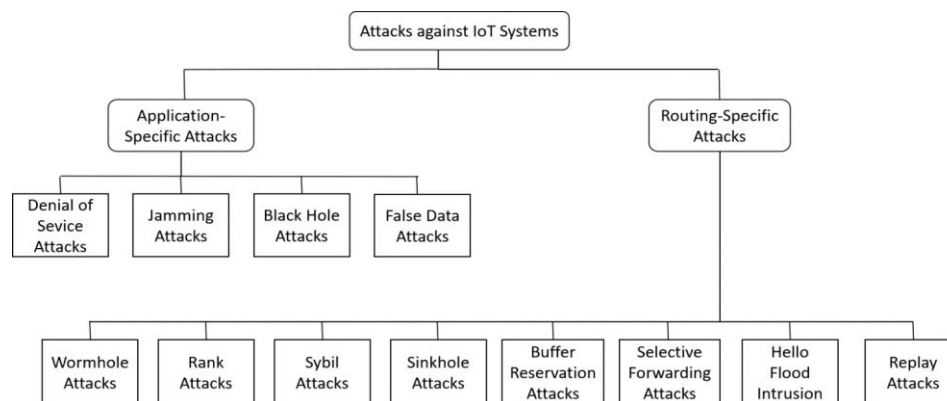 Attacks against IoT Systems
Application-
Specific Attacks
Routing-Specific
Attacks
Denial of
Sevice
Attacks
Jamming
Attacks
Black Hole
Attacks
False Data
Attacks
Wormhole
Attacks
Rank
Attacks
Sybil
Attacks
Sinkhole
Attacks
Buffer
Reservation
Attacks
Selective
Forwarding
Attacks
Hello
Flood
Intrusion
Replay
Attacks